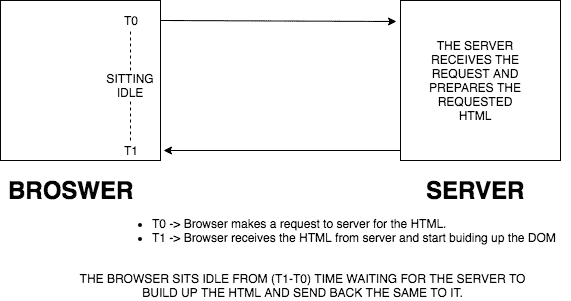 T0
SITTING
IDLE
T1
THE SERVER
RECEIVES THE
REQUEST AND
PREPARES THE
REQUESTED
HTML
BROSWER
SERVER
• T0 -> Browser makes a request to server for the HTML.
• T1 -> Browser receives the HTML from server and start buiding up the DOM
THE BROWSER SITS IDLE FROM (T1-T0) TIME WAITING FOR THE SERVER TO
BUILD UP THE HTML AND SEND BACK THE SAME TO IT.